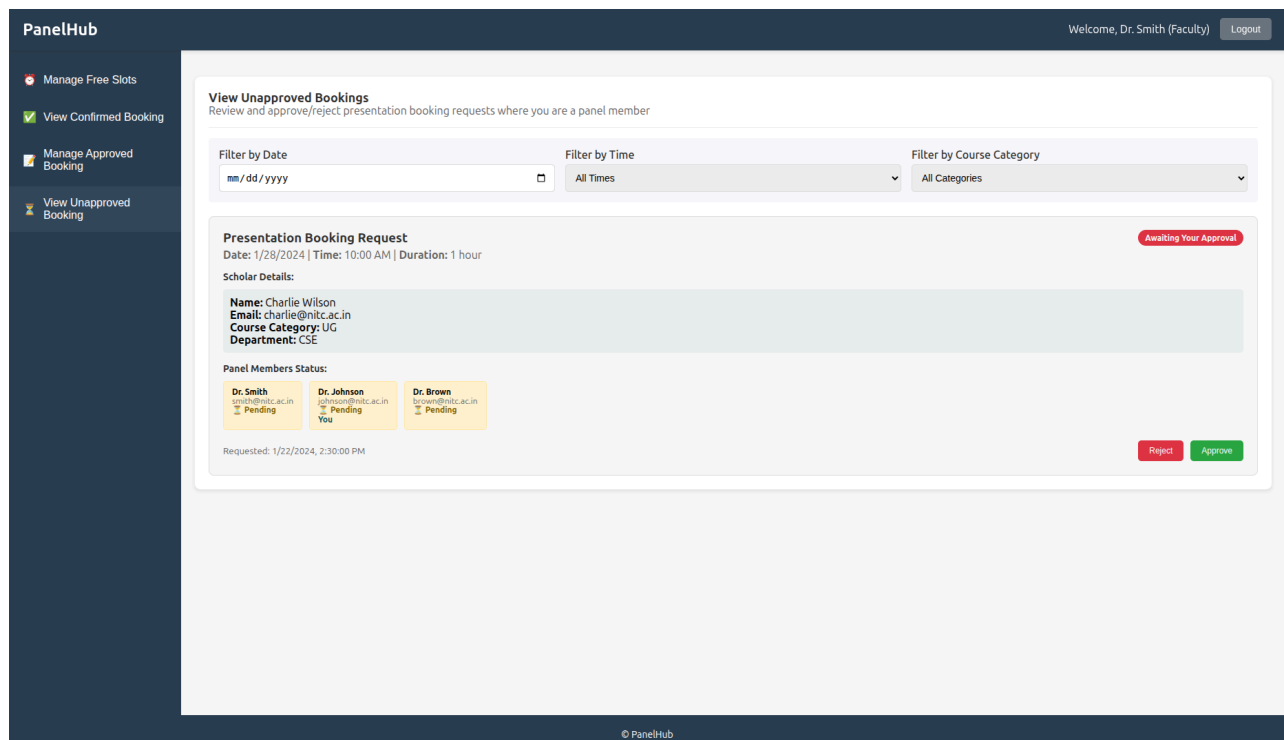 PanelHub
Welcome, Dr. Smith (Faculty)
Logout
⏰ Manage Free Slots
✅ View Confirmed Booking
📝 Manage Approved
Booking
⏳ View Unapproved
Booking
View Unapproved Bookings
Review and approve/reject presentation booking requests where you are a panel member
Filter by Date
mm/dd/yyyy
Filter by Time
All Times
Filter by Course Category
All Categories
Presentation Booking Request
Awaiting Your Approval
Date: 1/28/2024 | Time: 10:00 AM | Duration: 1 hour
Scholar Details:
Name: Charlie Wilson
Email: charlie@nitc.ac.in
Course Category: UG
Department: CSE
Panel Members Status:
Dr. Smith
smith@nitc.ac.in
⏳ Pending
Dr. Johnson
johnson@nitc.ac.in
⏳ Pending
You
Dr. Brown
brown@nitc.ac.in
⏳ Pending
Requested: 1/22/2024, 2:30:00 PM
Reject
Approve
© PanelHub